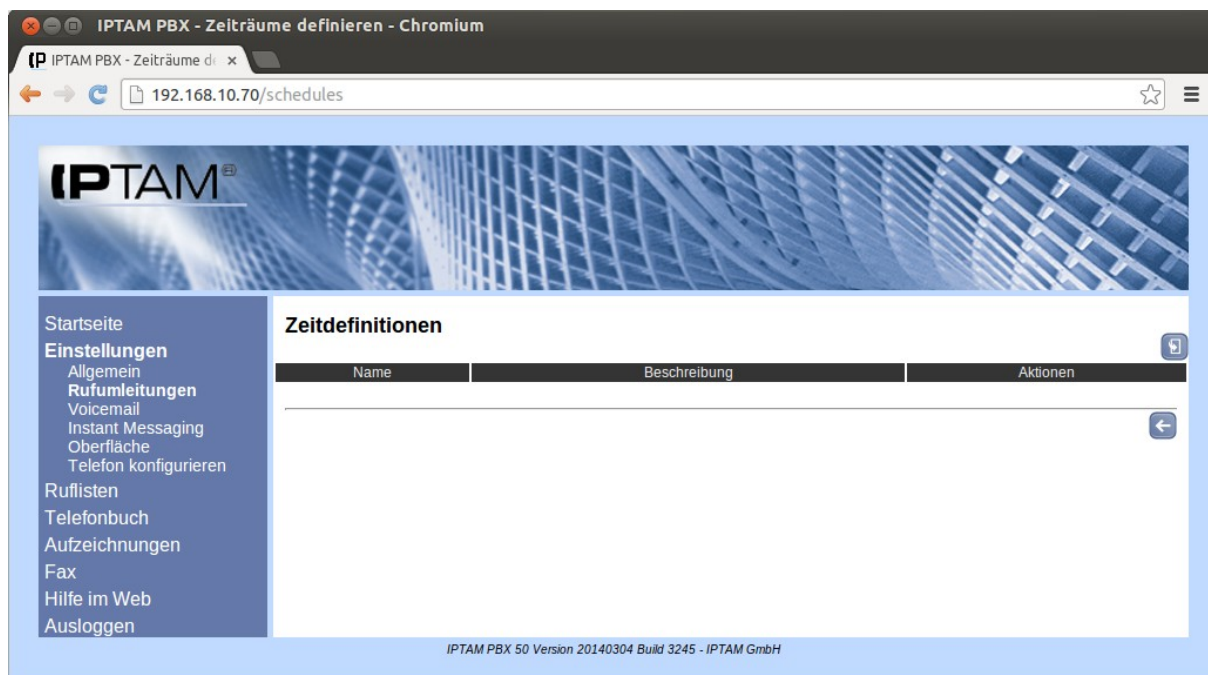 IPTAM PBX - Zeiträume definieren - Chromium
IPTAM PBX - Zeiträume de
192.168.10.70/schedules
IPTAM®
Startseite
Einstellungen
Allgemein
Rufumleitungen
Voicemail
Instant Messaging
Oberfläche
Telefon konfigurieren
Ruflisten
Telefonbuch
Aufzeichnungen
Fax
Hilfe im Web
Ausloggen
Zeitdefinitionen
Name Beschreibung Aktionen
IPTAM PBX 50 Version 20140304 Build 3245 - IPTAM GmbH